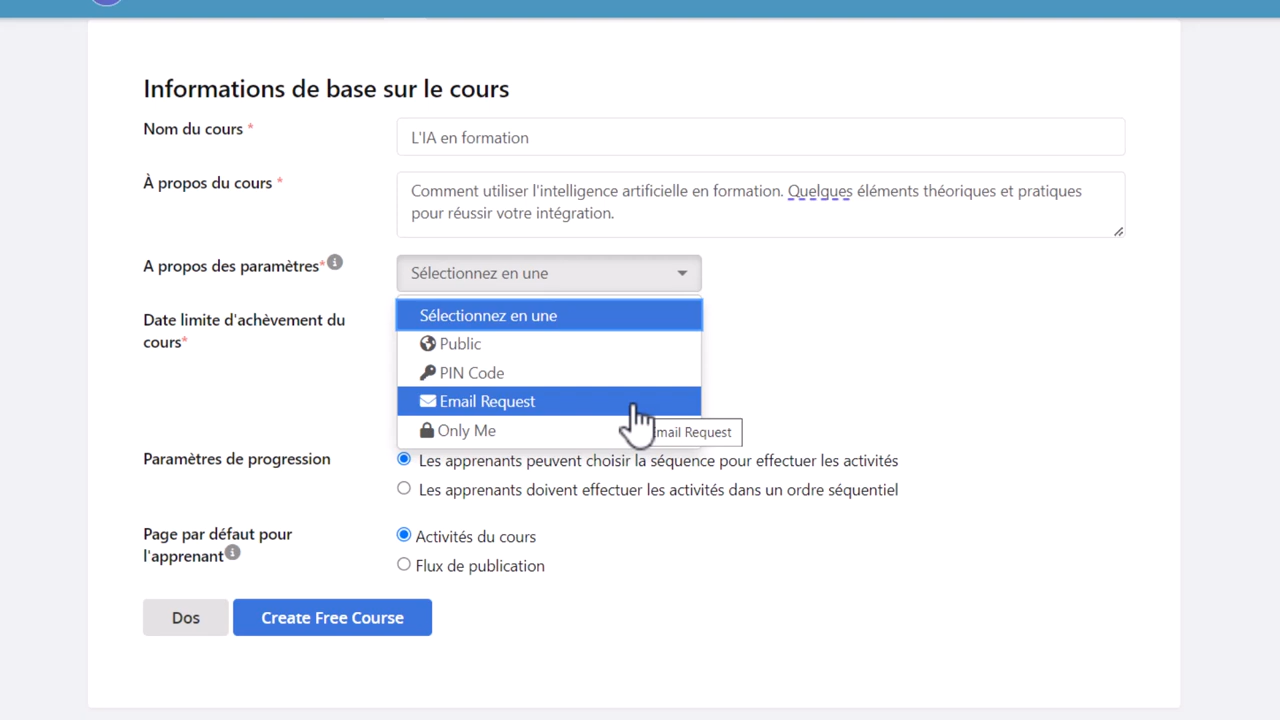 Informations de base sur le cours
Nom du cours *
L'IA en formation
À propos du cours *
Comment utiliser l'intelligence artificielle en formation. Quelques éléments théoriques et pratiques
pour réussir votre intégration.
A propos des paramètres*
Sélectionnez en une
Sélectionnez en une
Public
PIN Code
Email Request
Only Me
Email Request
Date limite d'achèvement du
cours*
Paramètres de progression
Les apprenants peuvent choisir la séquence pour effectuer les activités
Les apprenants doivent effectuer les activités dans un ordre séquentiel
Page par défaut pour
l'apprenant
Activités du cours
Flux de publication
Dos
Create Free Course